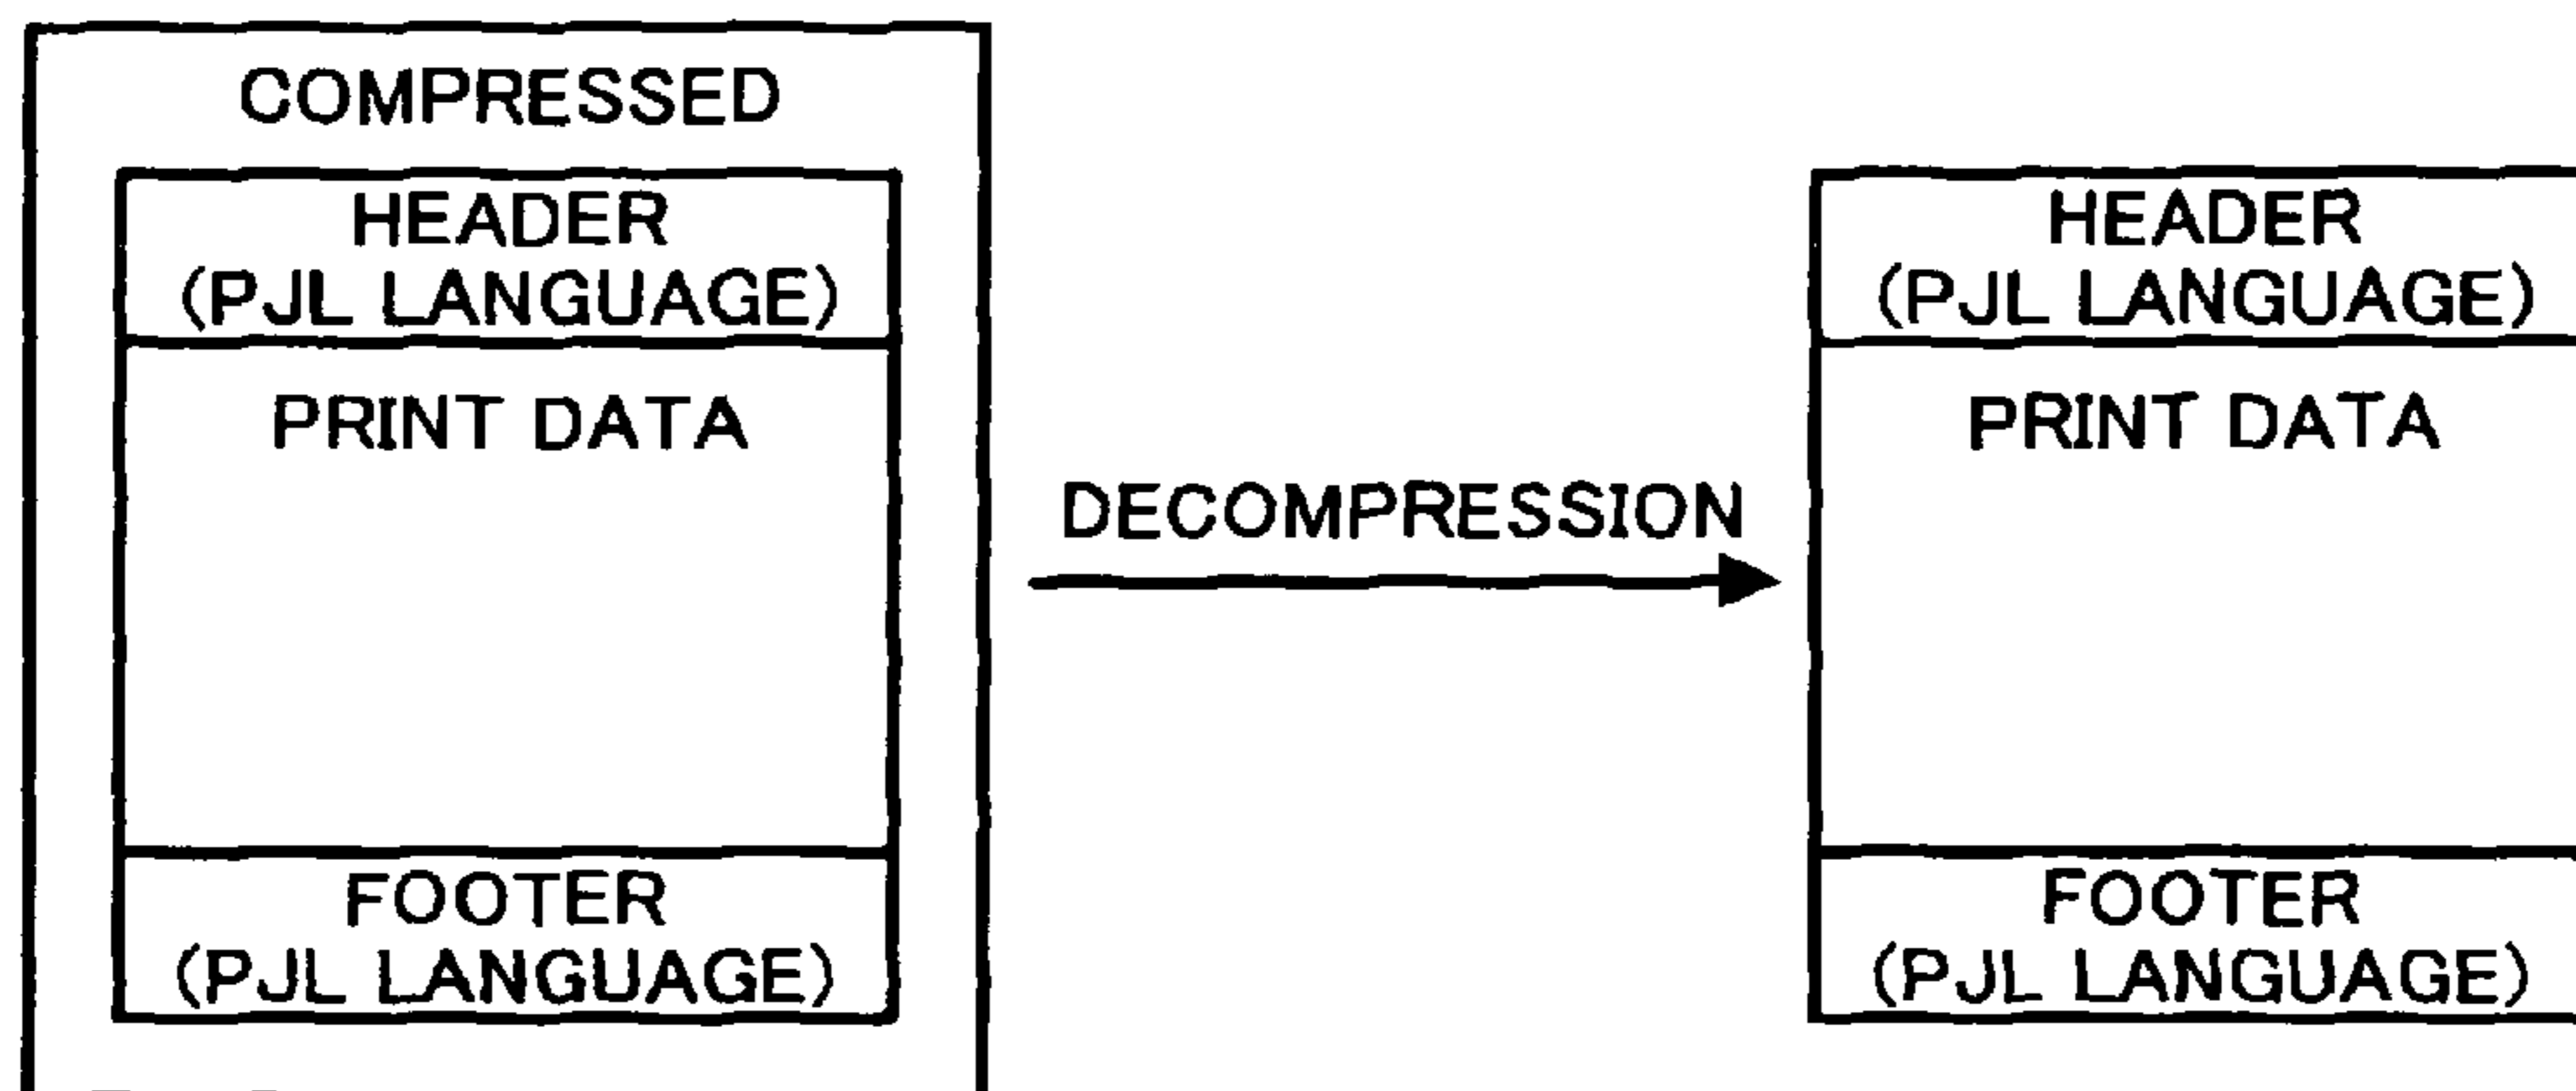 COMPRESSED
HEADER
(PJL LANGUAGE)
PRINT DATA
FOOTER
(PJL LANGUAGE)
DECOMPRESSION
HEADER
(PJL LANGUAGE)
PRINT DATA
FOOTER
(PJL LANGUAGE)